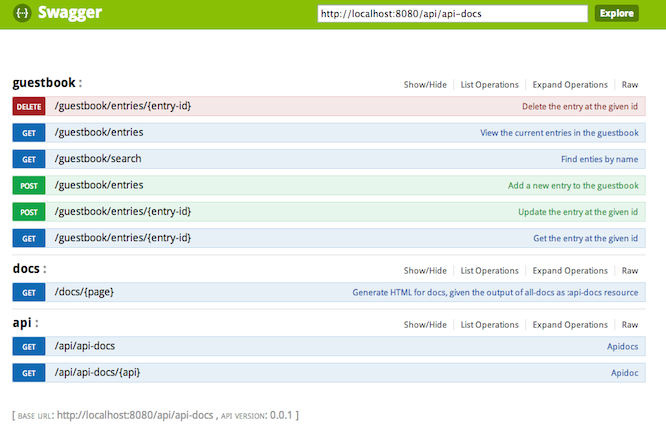 {-} Swagger http://localhost:8080/api/api-docs Explore
guestbook : Show/Hide List Operations Expand Operations Raw
DELETE /guestbook/entries/{entry-id} Delete the entry at the given id
GET /guestbook/entries View the current entries in the guestbook
GET /guestbook/search Find enties by name
POST /guestbook/entries Add a new entry to the guestbook
POST /guestbook/entries/{entry-id} Update the entry at the given id
GET /guestbook/entries/{entry-id} Get the entry at the given id
docs : Show/Hide List Operations Expand Operations Raw
GET /docs/{page} Generate HTML for docs, given the output of all-docs as :api-docs resource
api : Show/Hide List Operations Expand Operations Raw
GET /api/api-docs Apidocs
GET /api/api-docs/{api} Apidoc
[ BASE URL: http://localhost:8080/api/api-docs , API VERSION: 0.0.1 ]